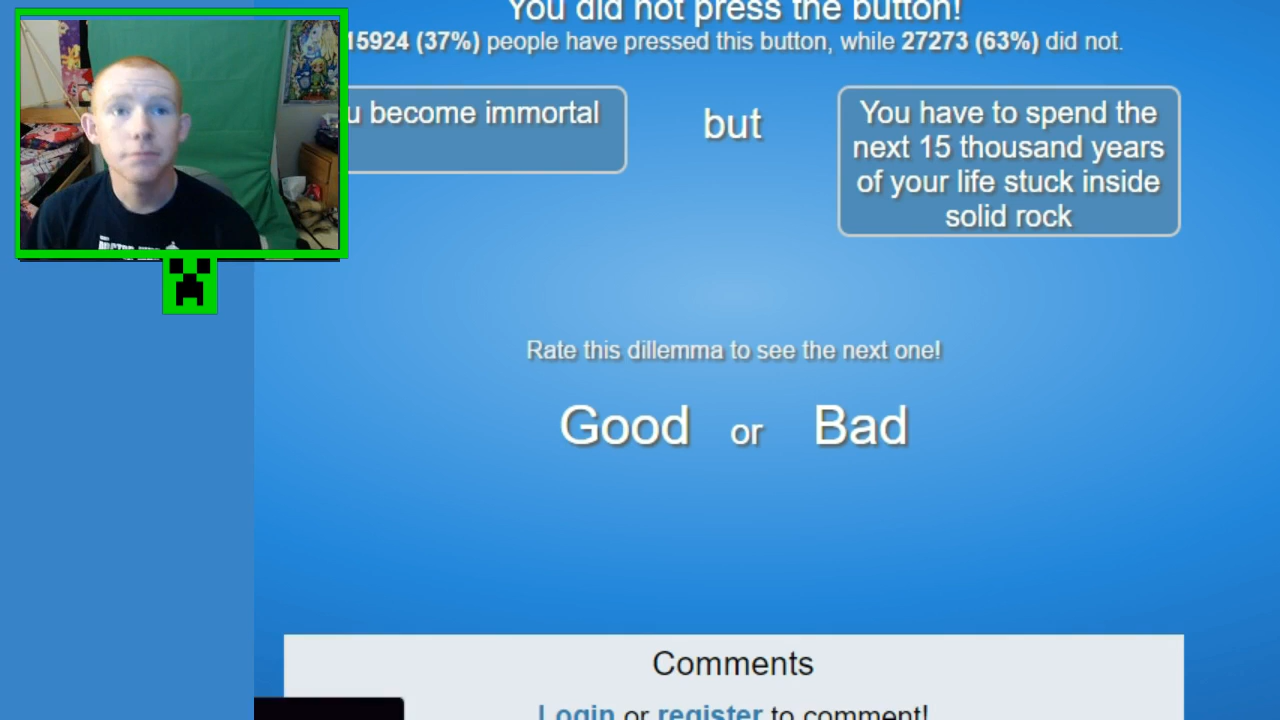 You did not press the button!
15924 (37%) people have pressed this button, while 27273 (63%) did not.
u become immortal
but
You have to spend the
next 15 thousand years
of your life stuck inside
solid rock
Rate this dillemma to see the next one!
Good or Bad
Comments
Login or register to comment!